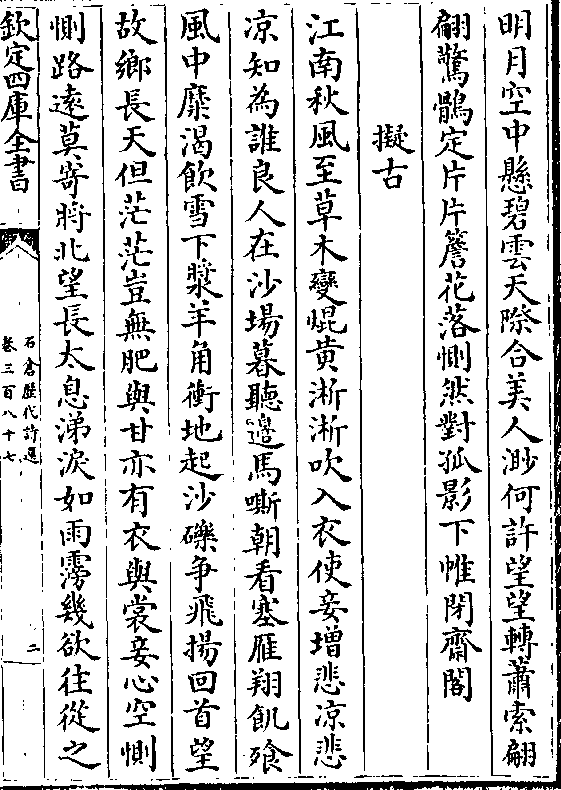 明月空中懸碧雲天際合美人渺何許望望轉蕭索翩
翩驚鶻定片片簷花落惻然對孤影下帷閉齋閣
擬古
江南秋風至草木變焜黄淅淅吹入衣使妾增悲凉悲
凉知為誰良人在沙場暮聽邉馬嘶朝看塞雁翔飢飱
風中糜渴飲雪下漿羊角衝地起沙礫争飛揚回首望
故鄉長天但茫茫豈無肥與甘亦有衣與裳妾心空惻
惻路遠莫寄將北望長太息涕淚如雨雱幾欲往從之
欽定四庫全書
石倉歴代詩選
卷三百八十七
二